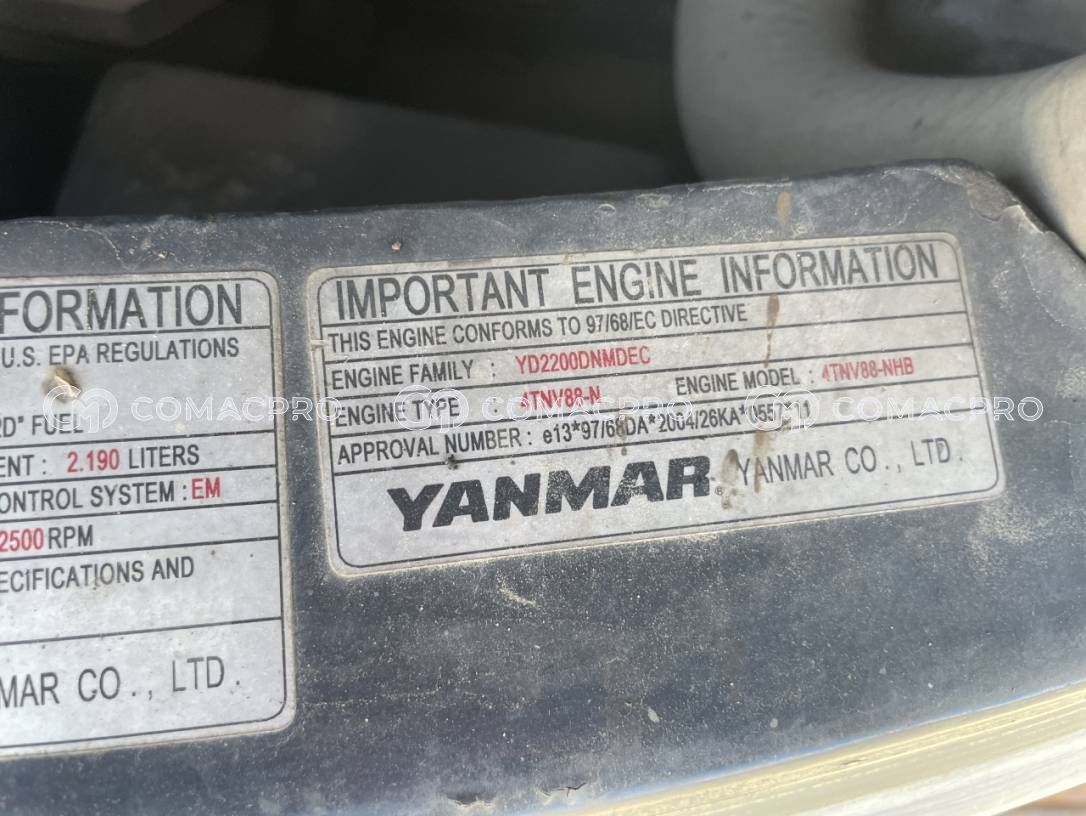 FORMATION
U.S. EPA REGULATIONS
D" FUEL
ENT : 2.190 LITERS
ONTROL SYSTEM : EM
2500 RPM
ECIFICATIONS AND
MAR CO., LTD.
IMPORTANT ENGINE INFORMATION
THIS ENGINE CONFORMS TO 97/68/EC DIRECTIVE
ENGINE FAMILY : YD2200DNMDEC
ENGINE TYPE : 4TNV88-N ENGINE MODEL : 4TNV88-NHB
APPROVAL NUMBER : e13*97/68DA*2004/26KA*
YANMAR YANMAR CO., LTD.
COMACPRO COMACPRO COMACPRO COMACPRO